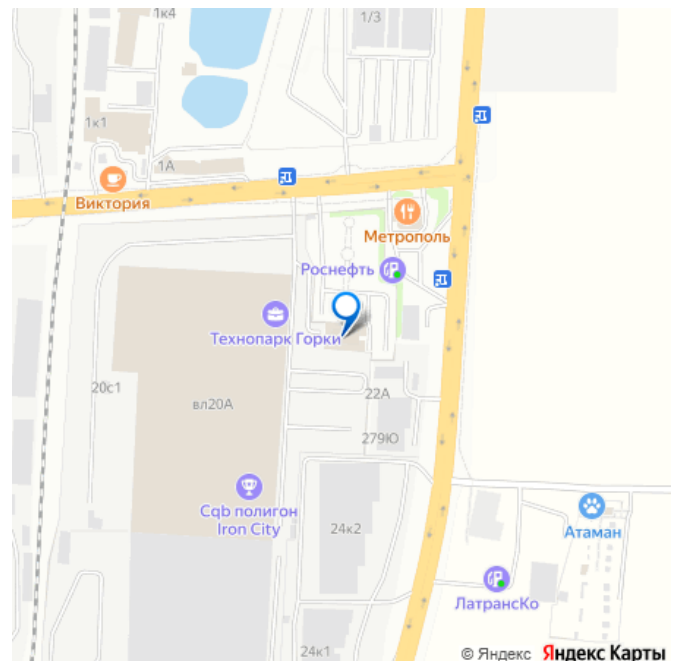 1к4
1/3
1к1
1А
Виктория
Метрополь
Роснефть
Технопарк Горки
20с1
вл20А
22А
279Ю
Cqb полигон
Iron City
24к2
Атаман
ЛатрансКо
24к1
© Яндекс Яндекс Карты